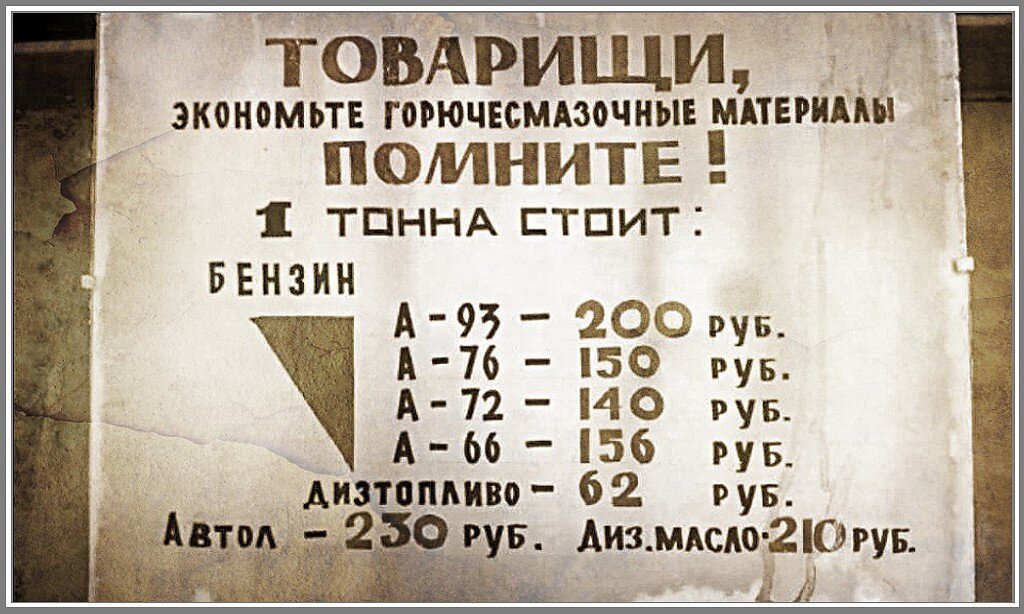 ТОВАРИЩИ,
ЭКОНОМЬТЕ ГОРЮЧЕСМАЗОЧНЫЕ МАТЕРИАЛЫ
ПОМНИТЕ!
1 ТОННА СТОИТ:
БЕНЗИН
А-93 – 200 РУБ.
А-76 – 150 РУБ.
А-72 – 140 РУБ.
А-66 – 156 РУБ.
ДИЗТОПЛИВО – 62 РУБ.
АВТОЛ – 230 РУБ. ДИЗ.МАСЛО·210 РУБ.